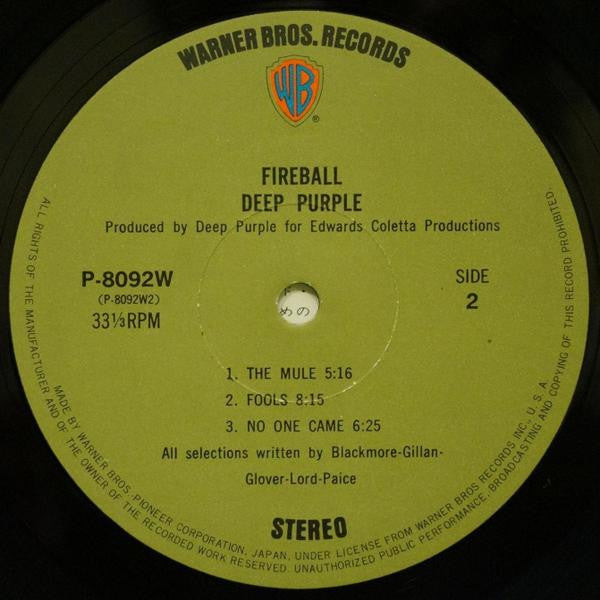 WARNER BROS. RECORDS
WB
®
FIREBALL
DEEP PURPLE
Produced by Deep Purple for Edwards Coletta Productions
P-8092W
(P-8092W2)
33⅓ RPM
SIDE
2
めの
1. THE MULE 5:16
2. FOOLS 8:15
3. NO ONE CAME 6:25
All selections written by Blackmore-Gillan-
Glover-Lord-Paice
STEREO
MADE BY WARNER BROS. PIONEER CORPORATION, JAPAN, UNDER LICENSE FROM WARNER BROS RECORDS INC., U. S. A.
ALL RIGHTS OF THE MANUFACTURER AND OF THE OWNER OF THE RECORDED WORK RESERVED. UNAUTHORIZED PUBLIC PERFORMANCE, BROADCASTING AND COPYING OF THIS RECORD PROHIBITED.